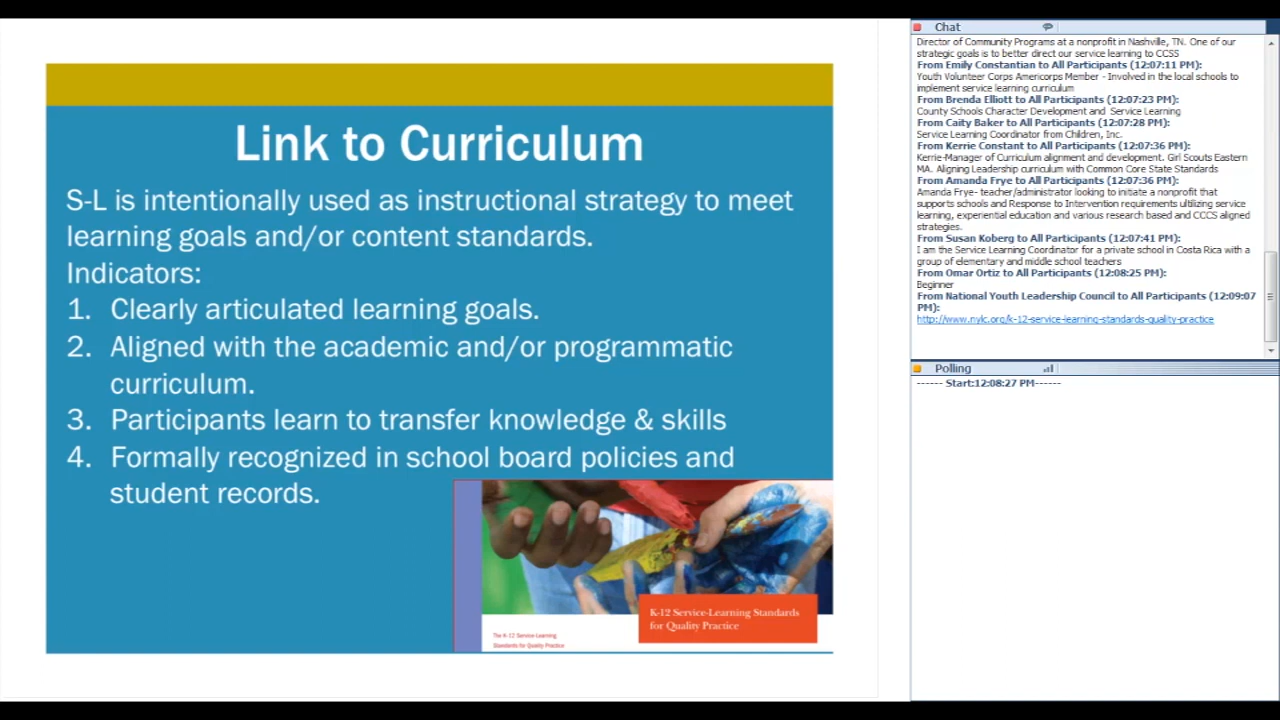 Link to Curriculum
S-L is intentionally used as instructional strategy to meet
learning goals and/or content standards.
Indicators:
1. Clearly articulated learning goals.
2. Aligned with the academic and/or programmatic
curriculum.
3. Participants learn to transfer knowledge & skills
4. Formally recognized in school board policies and
student records.
K-12 Service-Learning Standards
for Quality Practice
The K-12 Service-Learning
Standards for Quality Practice
Chat
Director of Community Programs at a nonprofit in Nashville, TN. One of our
strategic goals is to better direct our service learning to CCSS
From Emily Constantian to All Participants (12:07:11 PM):
Youth Volunteer Corps Americorps Member - Involved in the local schools to
implement service learning curriculum
From Brenda Elliott to All Participants (12:07:23 PM):
County Schools Character Development and Service Learning
From Caity Baker to All Participants (12:07:28 PM):
Service Learning Coordinator from Children, Inc.
From Kerrie Constant to All Participants (12:07:36 PM):
Kerrie-Manager of Curriculum alignment and development. Girl Scouts Eastern
MA. Aligning Leadership curriculum with Common Core State Standards
From Amanda Frye to All Participants (12:07:36 PM):
Amanda Frye- teacher/administrator looking to initiate a nonprofit that
supports schools and Response to Intervention requirements ultilizing service
learning, experiential education and various research based and CCCS aligned
strategies.
From Susan Koberg to All Participants (12:07:41 PM):
I am the Service Learning Coordinator for a private school in Costa Rica with a
group of elementary and middle school teachers
From Omar Ortiz to All Participants (12:08:25 PM):
Beginner
From National Youth Leadership Council to All Participants (12:09:07
PM):
http://www.nylc.org/k-12-service-learning-standards-quality-practice
Polling
------ Start:12:08:27 PM------